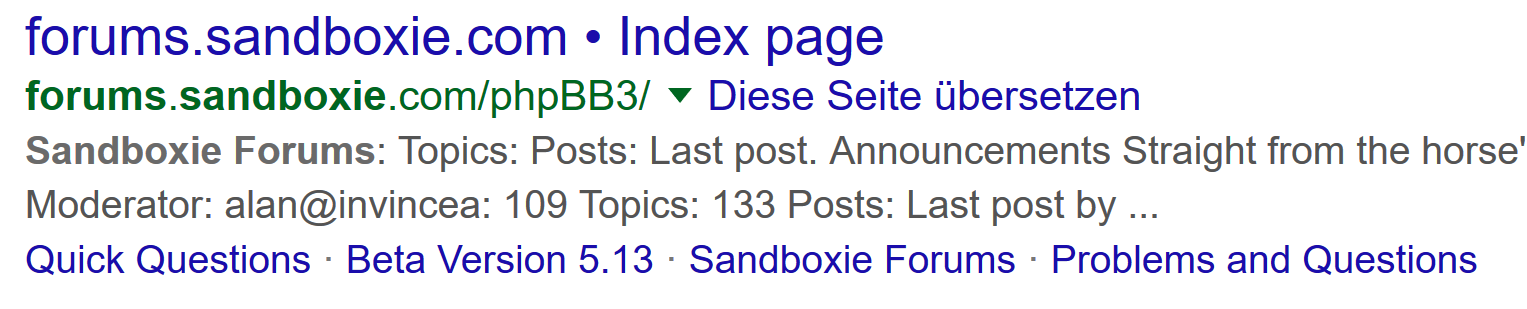 forums.sandboxie.com • Index page
forums.sandboxie.com/phpBB3/ ▼ Diese Seite übersetzen
Sandboxie Forums: Topics: Posts: Last post. Announcements Straight from the horse'
Moderator: alan@invincea: 109 Topics: 133 Posts: Last post by ...
Quick Questions · Beta Version 5.13 · Sandboxie Forums · Problems and Questions